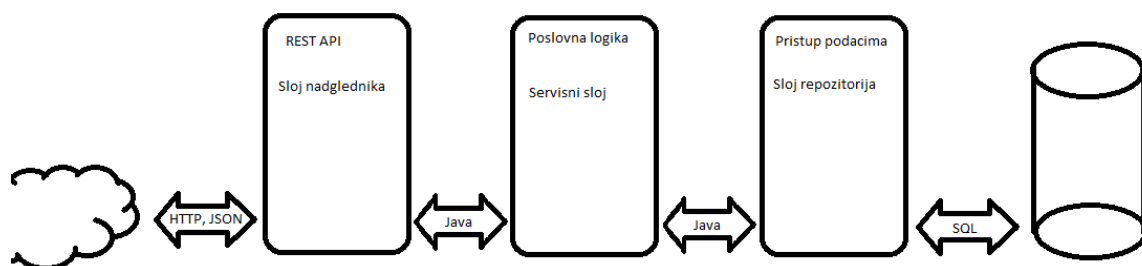 REST API
Sloj nadglednika
Poslovna logika
Servisni sloj
Pristup podacima
Sloj repozitorija
HTTP, JSON
Java
Java
SQL